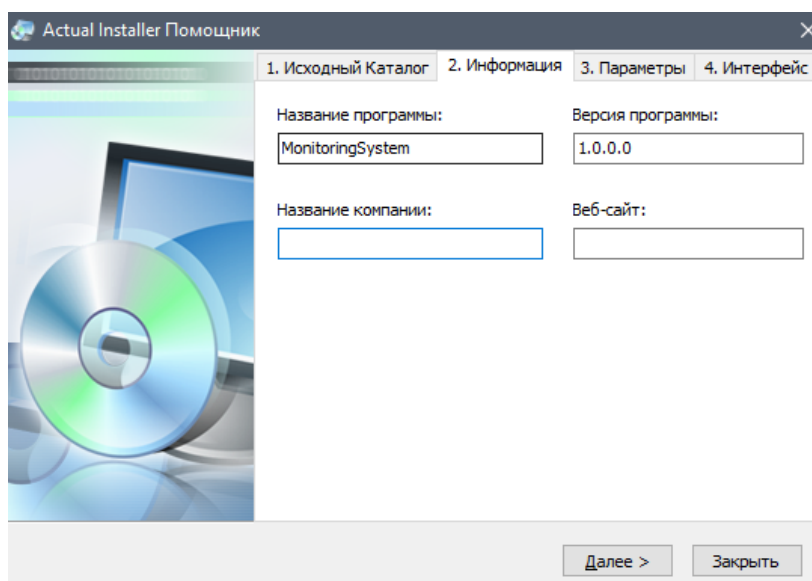 Actual Installer Помощник
1. Исходный Каталог 2. Информация 3. Параметры 4. Интерфейс
Название программы: Версия программы:
MonitoringSystem 1.0.0.0
Название компании: Веб-сайт:
Далее > Закрыть